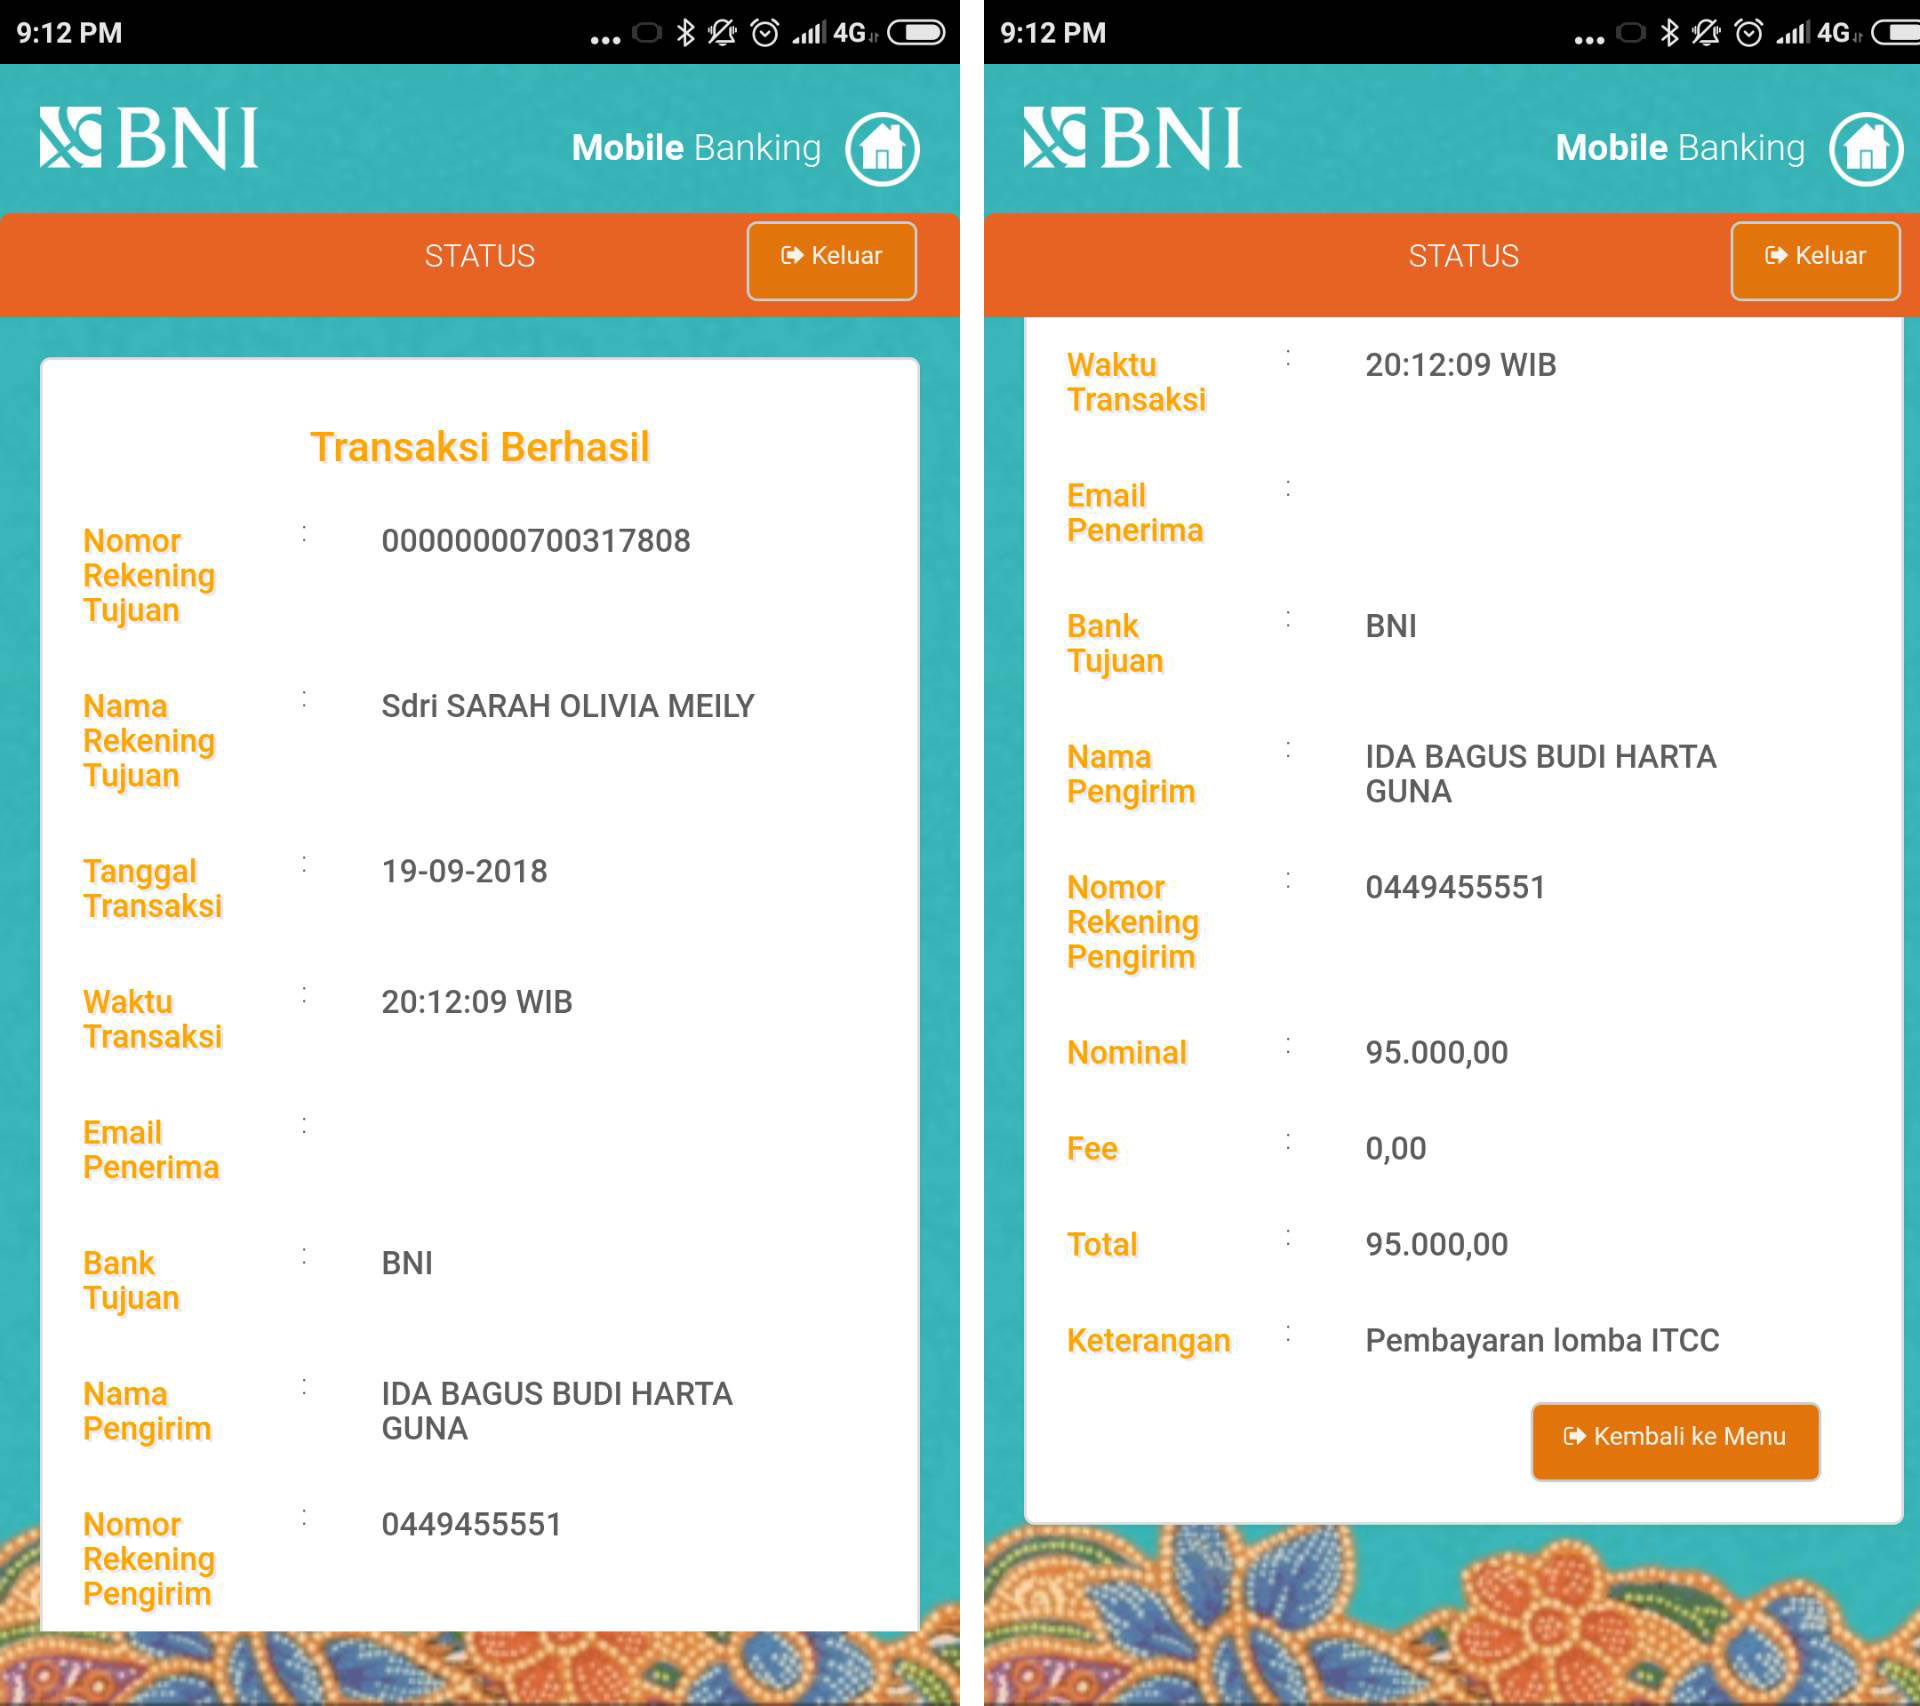 9:12 PM
4G
BNI
Mobile Banking
STATUS
Keluar
Transaksi Berhasil
Nomor Rekening Tujuan : 00000000700317808
Nama Rekening Tujuan : Sdri SARAH OLIVIA MEILY
Tanggal Transaksi : 19-09-2018
Waktu Transaksi : 20:12:09 WIB
Email Penerima :
Bank Tujuan : BNI
Nama Pengirim : IDA BAGUS BUDI HARTA GUNA
Nomor Rekening Pengirim : 0449455551
9:12 PM
4G
BNI
Mobile Banking
STATUS
Keluar
Waktu Transaksi : 20:12:09 WIB
Email Penerima :
Bank Tujuan : BNI
Nama Pengirim : IDA BAGUS BUDI HARTA GUNA
Nomor Rekening Pengirim : 0449455551
Nominal : 95.000,00
Fee : 0,00
Total : 95.000,00
Keterangan : Pembayaran lomba ITCC
Kembali ke Menu